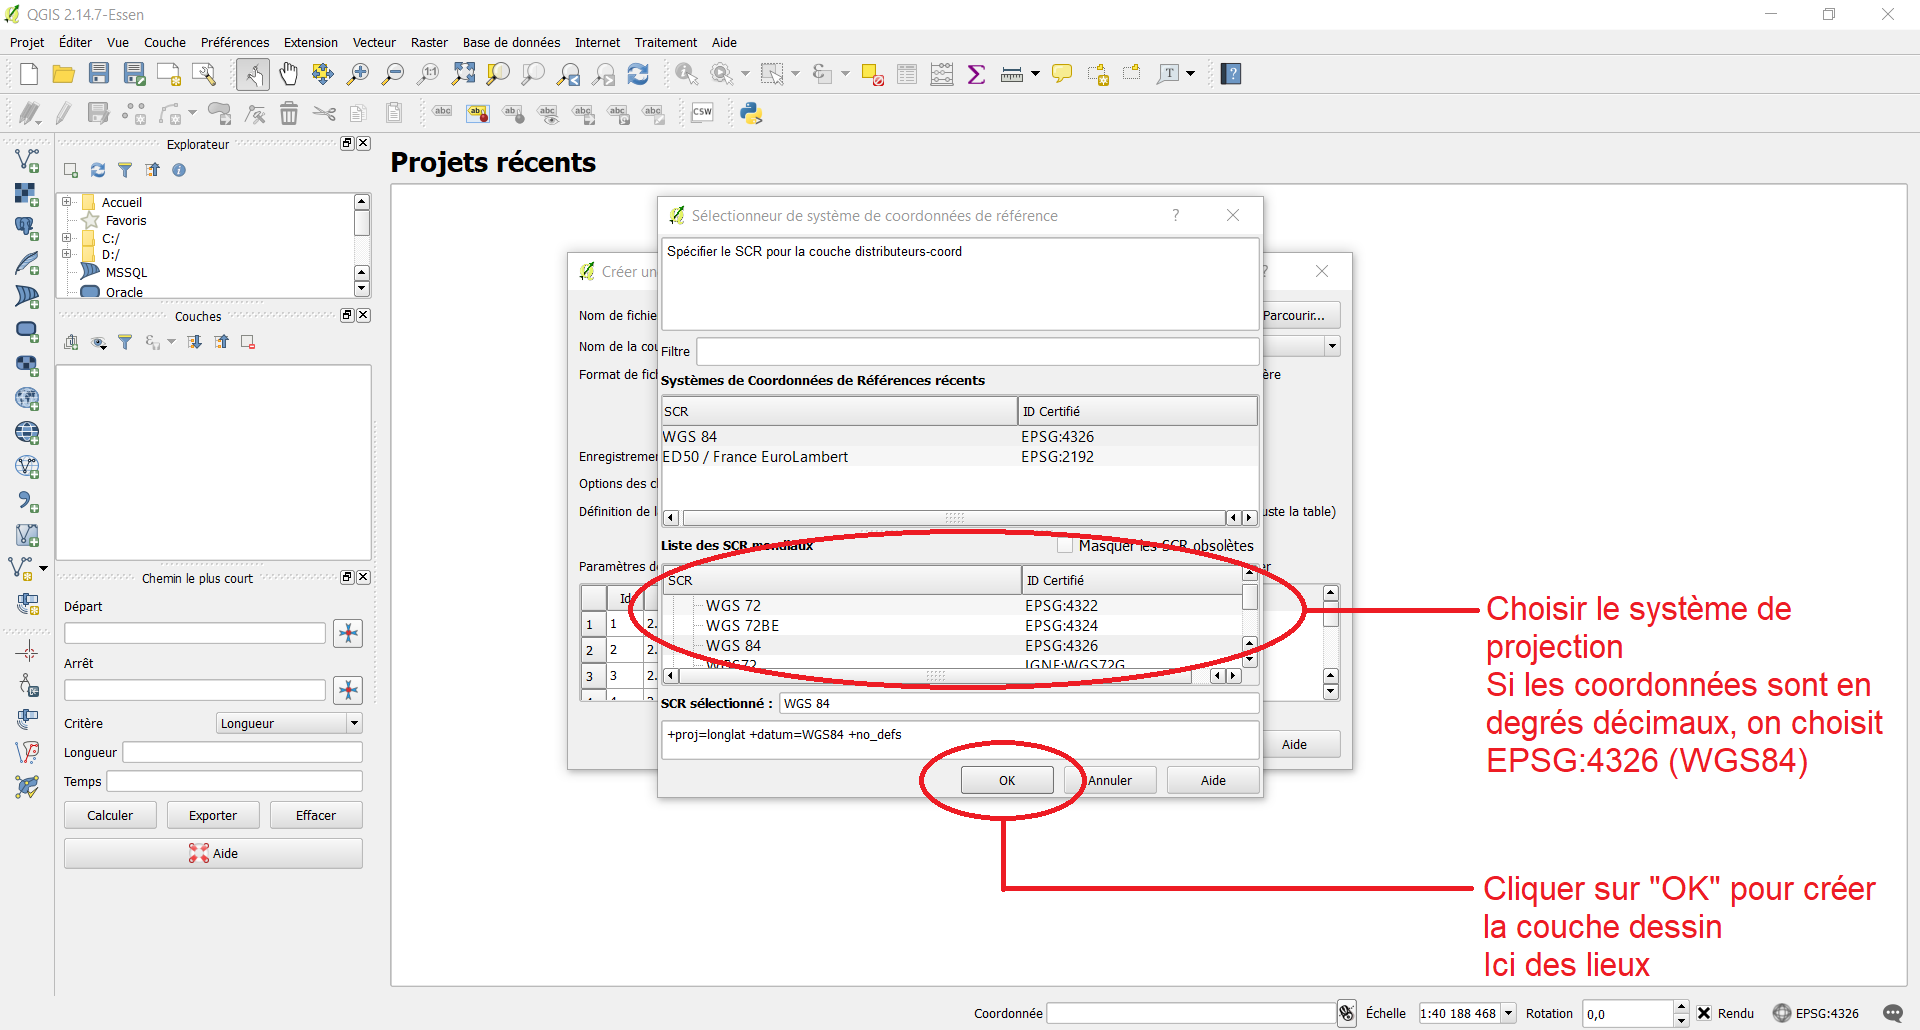 QGIS 2.14.7-Essen
Projet Éditer Vue Couche Préférences Extension Vecteur Raster Base de données Internet Traitement Aide
Explorateur
Accueil
Favoris
C:/
D:/
MSSQL
Oracle
Couches
Chemin le plus court
Départ
Arrêt
Critère Longueur
Longueur
Temps
Calculer Exporter Effacer
Aide
Projets récents
Créer un
Nom de fichie
Parcourir...
Nom de la cou
Format de fich
ère
Enregistremer
Options des c
Définition de l
uste la table)
Paramètres d
er
Id
1 1 2.
2 2 2.
3 3 2.
Aide
Sélectionneur de système de coordonnées de référence
Spécifier le SCR pour la couche distributeurs-coord
Filtre
Systèmes de Coordonnées de Références récents
SCR ID Certifié
WGS 84 EPSG:4326
ED50 / France EuroLambert EPSG:2192
Liste des SCR mondiaux Masquer les SCR obsolètes
SCR ID Certifié
WGS 72 EPSG:4322
WGS 72BE EPSG:4324
WGS 84 EPSG:4326
WGS72 IGNF:WGS72G
SCR sélectionné : WGS 84
+proj=longlat +datum=WGS84 +no_defs
OK Annuler Aide
Choisir le système de
projection
Si les coordonnées sont en
degrés décimaux, on choisit
EPSG:4326 (WGS84)
Cliquer sur "OK" pour créer
la couche dessin
Ici des lieux
Coordonnée Échelle 1:40 188 468 Rotation 0,0 Rendu EPSG:4326